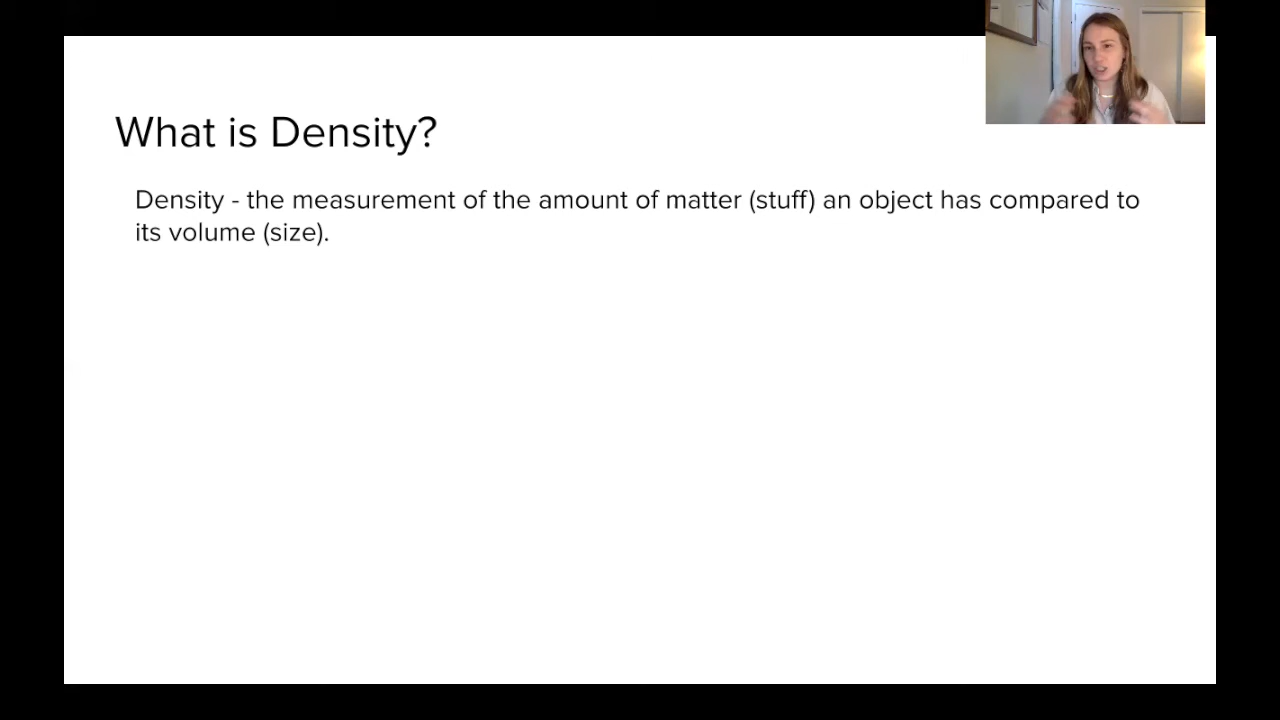 What is Density?
Density - the measurement of the amount of matter (stuff) an object has compared to
its volume (size).